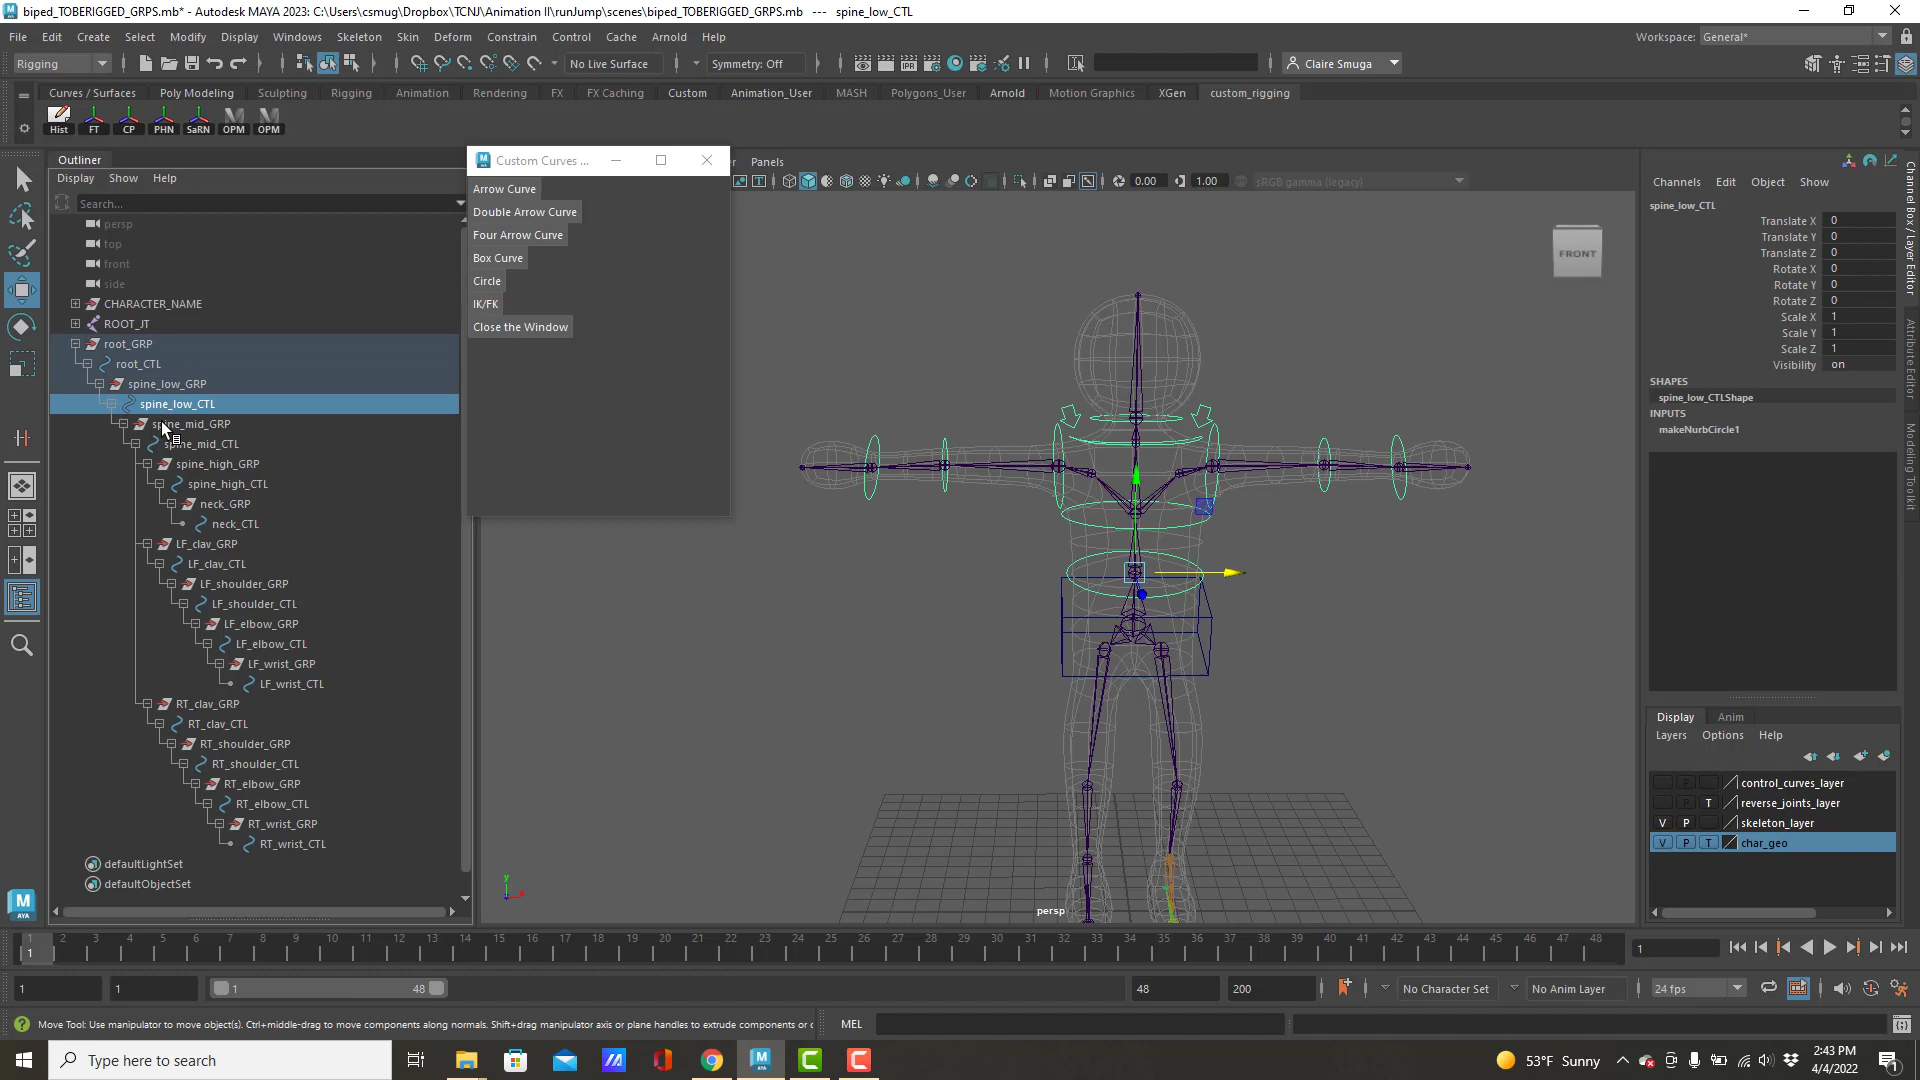 biped_TOBERIGGED_GRPS.mb* - Autodesk MAYA 2023: C:\Users\csmug\Dropbox\TCNJ\Animation II\runJump\scenes\biped_TOBERIGGED_GRPS.mb --- spine_low_CTL
File Edit Create Select Modify Display Windows Skeleton Skin Deform Constrain Control Cache Arnold Help
Workspace: General*
Rigging No Live Surface Symmetry: Off Claire Smuga
Curves / Surfaces Poly Modeling Sculpting Rigging Animation Rendering FX FX Caching Custom Animation_User MASH Polygons_User Arnold Motion Graphics XGen custom_rigging
Hist FT CP PHN SaRN OPM OPM
Outliner
Display Show Help
Search...
persp
top
front
side
CHARACTER_NAME
ROOT_JT
root_GRP
root_CTL
spine_low_GRP
spine_low_CTL
spine_mid_GRP
spine_mid_CTL
spine_high_GRP
spine_high_CTL
neck_GRP
neck_CTL
LF_clav_GRP
LF_clav_CTL
LF_shoulder_GRP
LF_shoulder_CTL
LF_elbow_GRP
LF_elbow_CTL
LF_wrist_GRP
LF_wrist_CTL
RT_clav_GRP
RT_clav_CTL
RT_shoulder_GRP
RT_shoulder_CTL
RT_elbow_GRP
RT_elbow_CTL
RT_wrist_GRP
RT_wrist_CTL
defaultLightSet
defaultObjectSet
Custom Curves ...
Arrow Curve
Double Arrow Curve
Four Arrow Curve
Box Curve
Circle
IK/FK
Close the Window
Panels
0.00 1.00 sRGB gamma (legacy)
FRONT
y
x
persp
Channels Edit Object Show
spine_low_CTL
Translate X 0
Translate Y 0
Translate Z 0
Rotate X 0
Rotate Y 0
Rotate Z 0
Scale X 1
Scale Y 1
Scale Z 1
Visibility on
SHAPES
spine_low_CTLShape
INPUTS
makeNurbCircle1
Channel Box / Layer Editor
Attribute Editor
Modeling Toolkit
Display Anim
Layers Options Help
P control_curves_layer
P T reverse_joints_layer
V P skeleton_layer
V P T char_geo
1 2 3 4 5 6 7 8 9 10 11 12 13 14 15 16 17 18 19 20 21 22 23 24 25 26 27 28 29 30 31 32 33 34 35 36 37 38 39 40 41 42 43 44 45 46 47 48
1 1
1 1 1 48 48 200 No Character Set No Anim Layer 24 fps
Move Tool: Use manipulator to move object(s). Ctrl+middle-drag to move components along normals. Shift+drag manipulator axis or plane handles to extrude components or
MEL
Type here to search
53°F Sunny
2:43 PM
4/4/2022
1